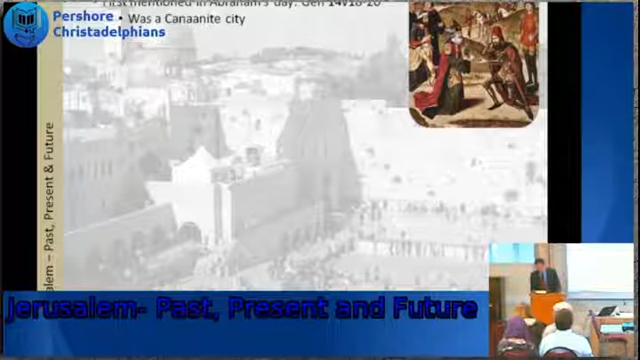 First mentioned in Abraham's day. Gen 14v18-20
Pershore
Christadelphians
• Was a Canaanite city
alem – Past, Present & Future
Jerusalem- Past, Present and Future